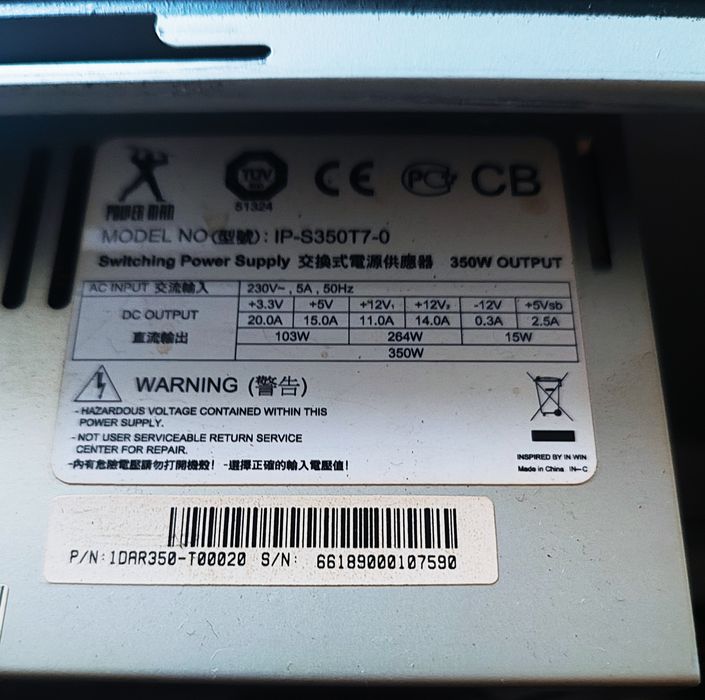 POWER MAN
TUV
51324
CE
PC
CB
MODEL NO(型號): IP-S350T7-0
Switching Power Supply 交換式電源供應器 350W OUTPUT
AC INPUT 交流輸入 230V~, 5A, 50Hz
DC OUTPUT 直流輸出
+3.3V +5V +12V₁ +12V₂ -12V +5Vsb
20.0A 15.0A 11.0A 14.0A 0.3A 2.5A
103W 264W 15W
350W
WARNING (警告)
- HAZARDOUS VOLTAGE CONTAINED WITHIN THIS
POWER SUPPLY.
- NOT USER SERVICEABLE RETURN SERVICE
CENTER FOR REPAIR.
-內有危險電壓請勿打開機殼! -選擇正確的輸入電壓值!
INSPIRED BY IN WIN
Made in China IN-C
P/N:1DAR350-T00020 S/N: 66189000107590